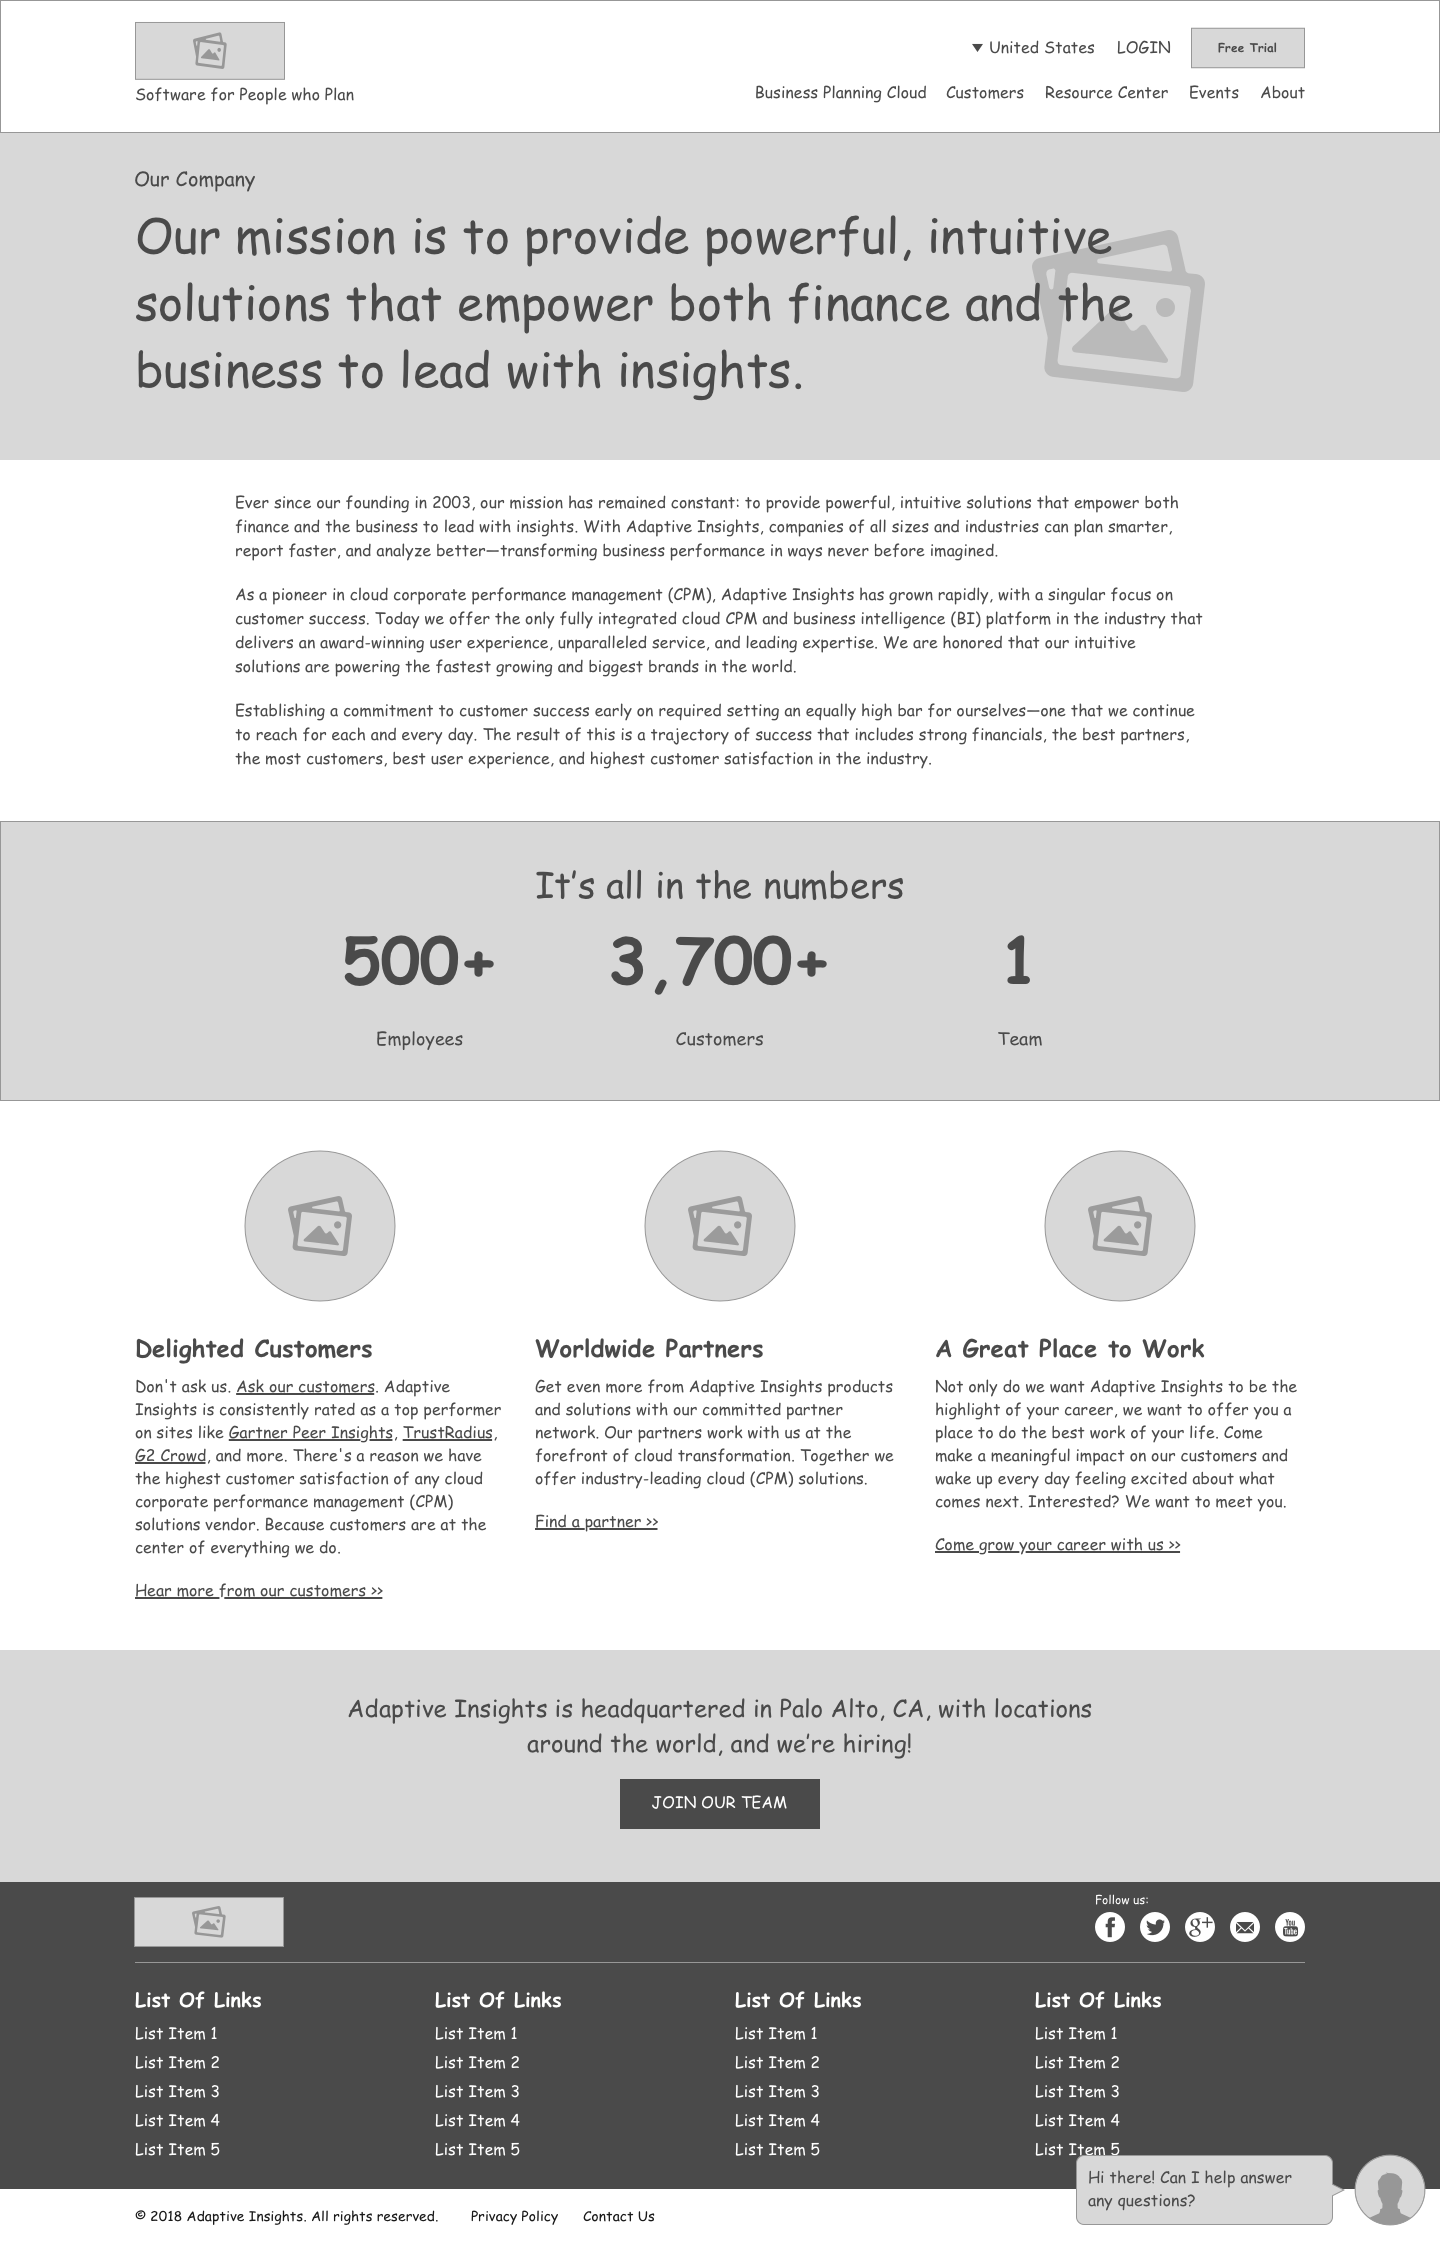 ▼ United States LOGIN Free Trial
Software for People who Plan
Business Planning Cloud Customers Resource Center Events About
Our Company
Our mission is to provide powerful, intuitive
solutions that empower both finance and the
business to lead with insights.
Ever since our founding in 2003, our mission has remained constant: to provide powerful, intuitive solutions that empower both
finance and the business to lead with insights. With Adaptive Insights, companies of all sizes and industries can plan smarter,
report faster, and analyze better—transforming business performance in ways never before imagined.
As a pioneer in cloud corporate performance management (CPM), Adaptive Insights has grown rapidly, with a singular focus on
customer success. Today we offer the only fully integrated cloud CPM and business intelligence (BI) platform in the industry that
delivers an award-winning user experience, unparalleled service, and leading expertise. We are honored that our intuitive
solutions are powering the fastest growing and biggest brands in the world.
Establishing a commitment to customer success early on required setting an equally high bar for ourselves—one that we continue
to reach for each and every day. The result of this is a trajectory of success that includes strong financials, the best partners,
the most customers, best user experience, and highest customer satisfaction in the industry.
It’s all in the numbers
500+ 3,700+ 1
Employees Customers Team
Delighted Customers
Don't ask us. Ask our customers. Adaptive
Insights is consistently rated as a top performer
on sites like Gartner Peer Insights, TrustRadius,
G2 Crowd, and more. There's a reason we have
the highest customer satisfaction of any cloud
corporate performance management (CPM)
solutions vendor. Because customers are at the
center of everything we do.
Hear more from our customers >>
Worldwide Partners
Get even more from Adaptive Insights products
and solutions with our committed partner
network. Our partners work with us at the
forefront of cloud transformation. Together we
offer industry-leading cloud (CPM) solutions.
Find a partner >>
A Great Place to Work
Not only do we want Adaptive Insights to be the
highlight of your career, we want to offer you a
place to do the best work of your life. Come
make a meaningful impact on our customers and
wake up every day feeling excited about what
comes next. Interested? We want to meet you.
Come grow your career with us >>
Adaptive Insights is headquartered in Palo Alto, CA, with locations
around the world, and we’re hiring!
JOIN OUR TEAM
Follow us:
f g+ You Tube
List Of Links
List Item 1
List Item 2
List Item 3
List Item 4
List Item 5
List Of Links
List Item 1
List Item 2
List Item 3
List Item 4
List Item 5
List Of Links
List Item 1
List Item 2
List Item 3
List Item 4
List Item 5
List Of Links
List Item 1
List Item 2
List Item 3
List Item 4
List Item 5
Hi there! Can I help answer
any questions?
© 2018 Adaptive Insights. All rights reserved. Privacy Policy Contact Us